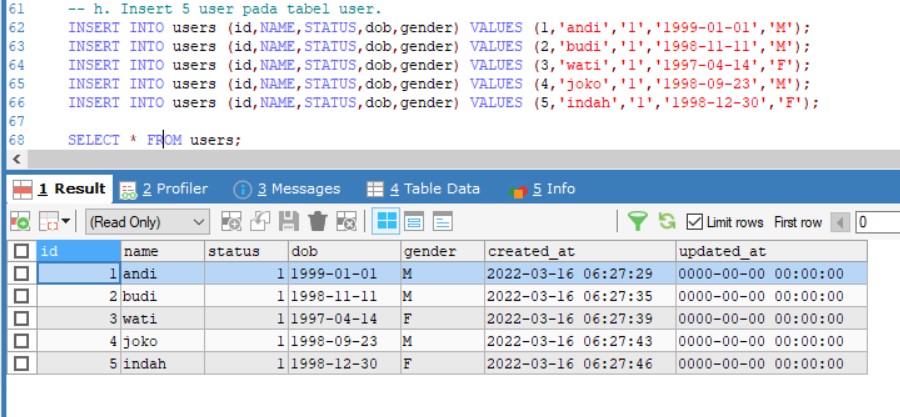 61 -- h. Insert 5 user pada tabel user.
62 INSERT INTO users (id,NAME,STATUS,dob,gender) VALUES (1,'andi','1','1999-01-01','M');
63 INSERT INTO users (id,NAME,STATUS,dob,gender) VALUES (2,'budi','1','1998-11-11','M');
64 INSERT INTO users (id,NAME,STATUS,dob,gender) VALUES (3,'wati','1','1997-04-14','F');
65 INSERT INTO users (id,NAME,STATUS,dob,gender) VALUES (4,'joko','1','1998-09-23','M');
66 INSERT INTO users (id,NAME,STATUS,dob,gender) VALUES (5,'indah','1','1998-12-30','F');
67
68 SELECT * FROM users;
1 Result 2 Profiler 3 Messages 4 Table Data 5 Info
(Read Only) Limit rows First row 0
id name status dob gender created_at updated_at
1 andi 1 1999-01-01 M 2022-03-16 06:27:29 0000-00-00 00:00:00
2 budi 1 1998-11-11 M 2022-03-16 06:27:35 0000-00-00 00:00:00
3 wati 1 1997-04-14 F 2022-03-16 06:27:39 0000-00-00 00:00:00
4 joko 1 1998-09-23 M 2022-03-16 06:27:43 0000-00-00 00:00:00
5 indah 1 1998-12-30 F 2022-03-16 06:27:46 0000-00-00 00:00:00